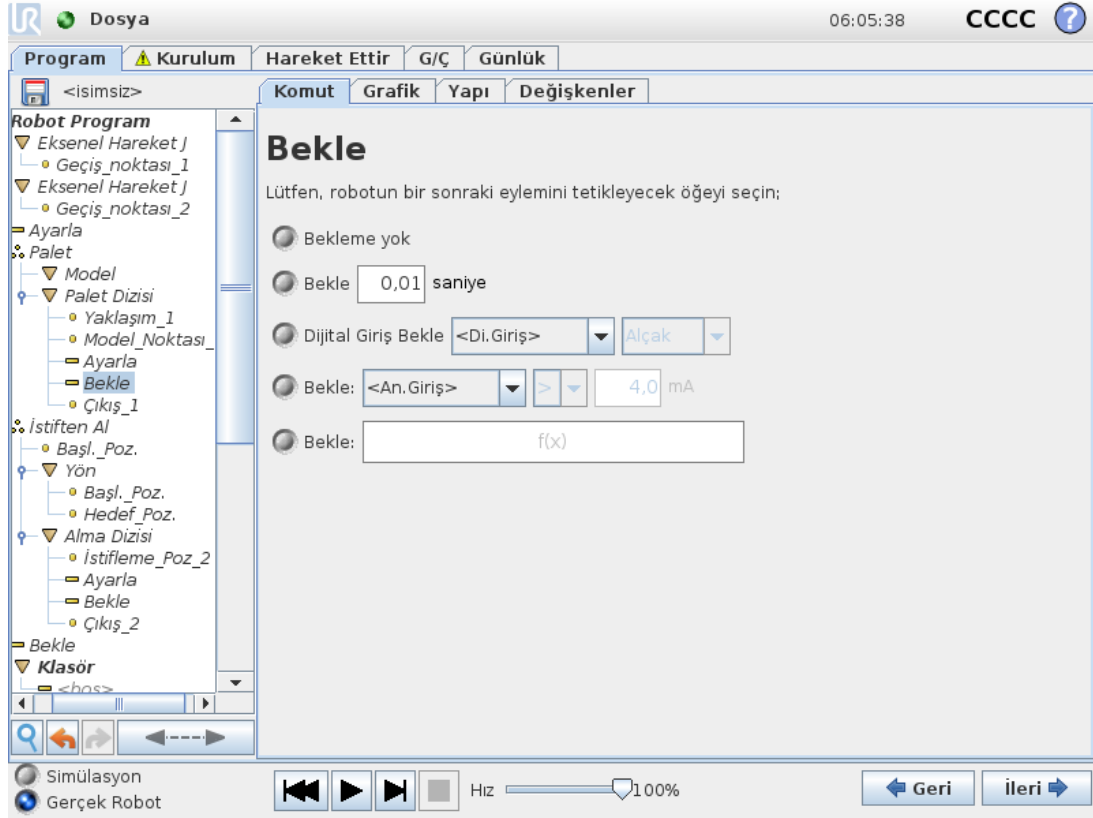 UR Dosya 06:05:38 CCCC ?
Program Kurulum Hareket Ettir G/Ç Günlük
<isimsiz> Komut Grafik Yapı Değişkenler
Robot Program
Eksenel Hareket J
Geçiş_noktası_1
Eksenel Hareket J
Geçiş_noktası_2
Ayarla
Palet
Model
Palet Dizisi
Yaklaşım_1
Model_Noktası_
Ayarla
Bekle
Çıkış_1
İstiften Al
Başl._Poz.
Yön
Başl._Poz.
Hedef_Poz.
Alma Dizisi
İstifleme_Poz_2
Ayarla
Bekle
Çıkış_2
Bekle
Klasör
<boş>
Bekle
Lütfen, robotun bir sonraki eylemini tetikleyecek öğeyi seçin;
Bekleme yok
Bekle 0,01 saniye
Dijital Giriş Bekle <Di.Giriş> Alçak
Bekle: <An.Giriş> > 4,0 mA
Bekle: f(x)
Simülasyon
Gerçek Robot
Hız 100%
Geri İleri